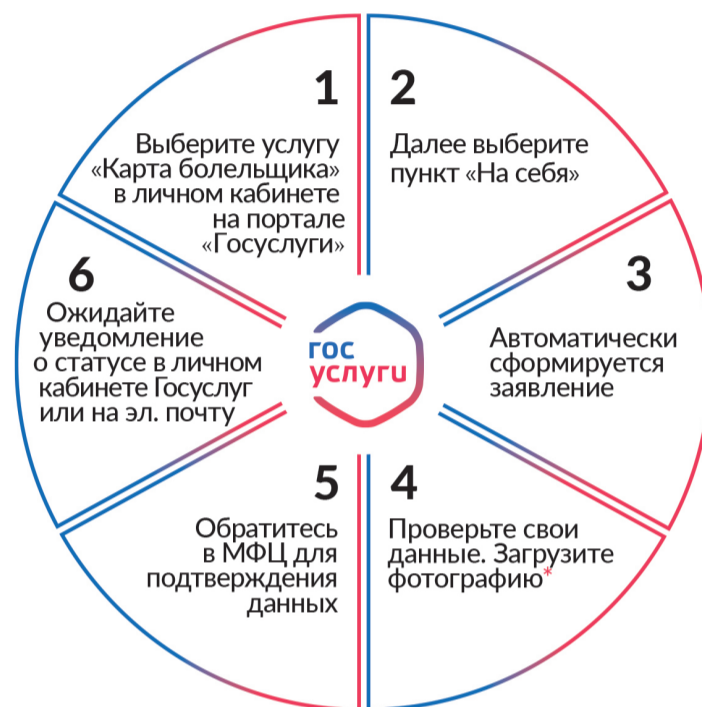 1
Выберите услугу
«Карта болельщика»
в личном кабинете
на портале
«Госуслуги»
2
Далее выберите
пункт «На себя»
3
Автоматически
сформируется
заявление
4
Проверьте свои
данные. Загрузите
фотографию*
5
Обратитесь
в МФЦ для
подтверждения
данных
6
Ожидайте
уведомление
о статусе в личном
кабинете Госуслуг
или на эл. почту
гос
услуги